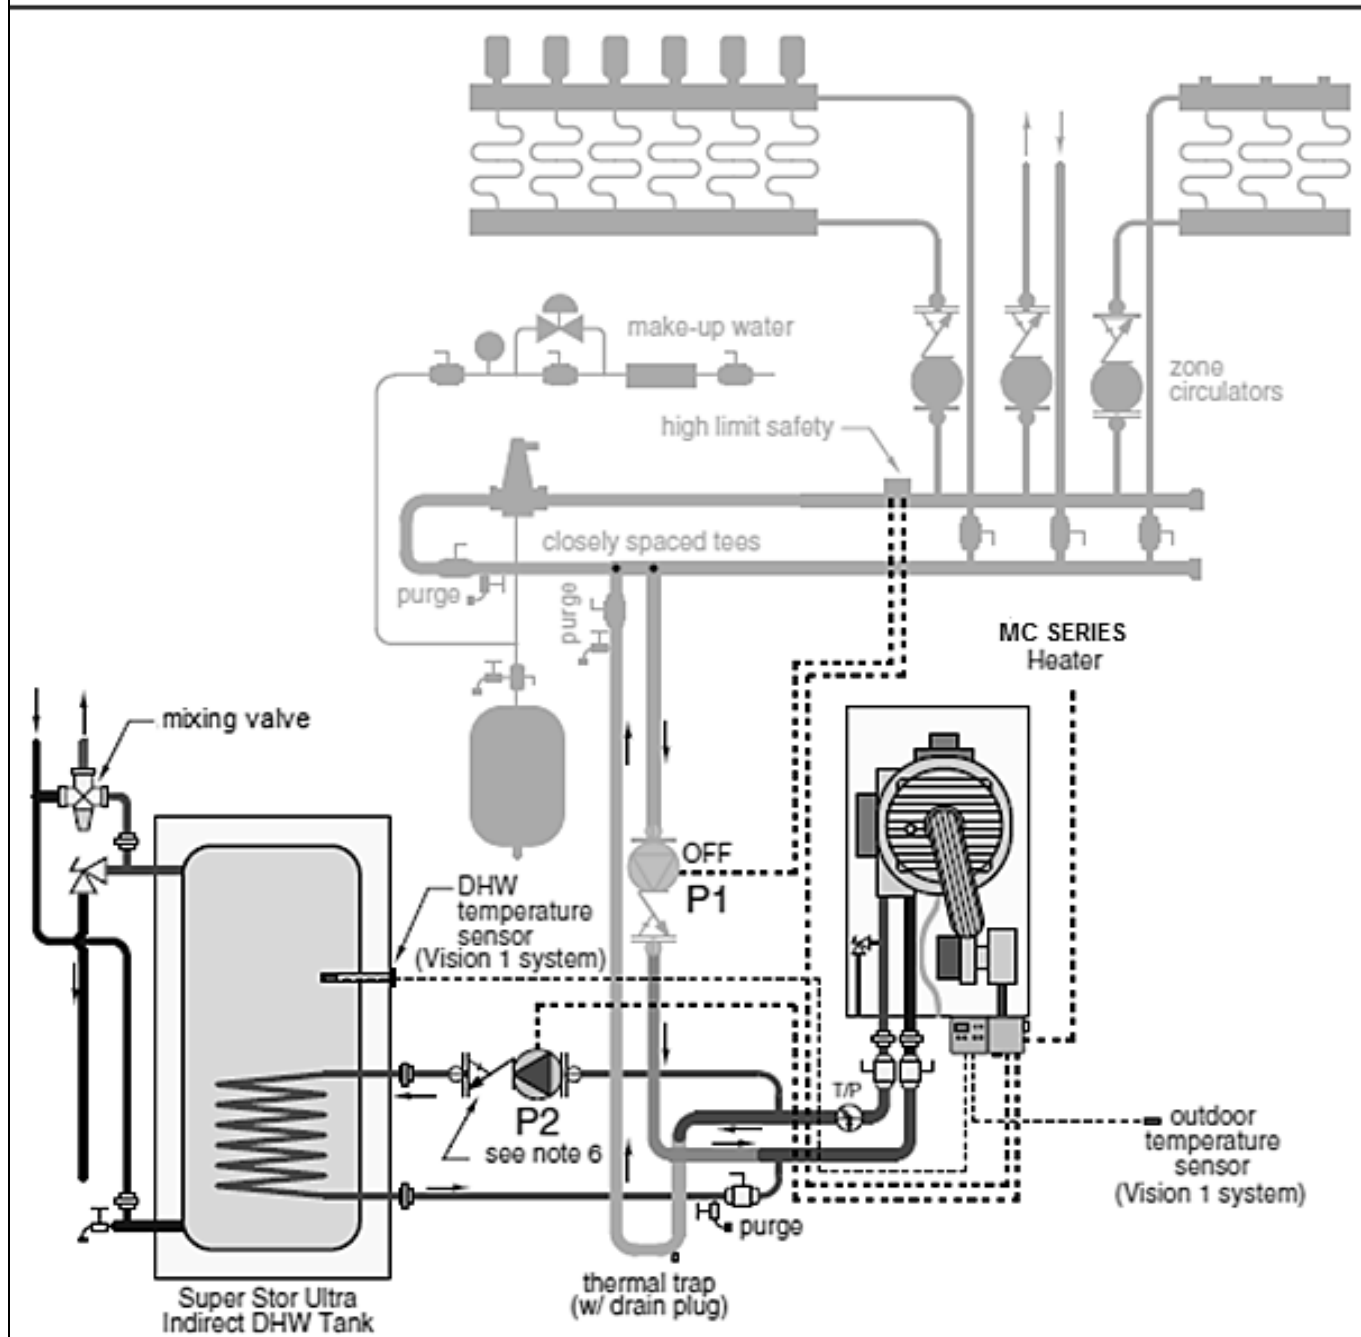 make-up water
zone
circulators
high limit safety
closely spaced tees
purge
purge
MC SERIES
Heater
mixing valve
OFF
P1
DHW
temperature
sensor
(Vision 1 system)
T/P
P2
see note 6
outdoor
temperature
sensor
(Vision 1 system)
purge
thermal trap
(w/ drain plug)
Super Stor Ultra
Indirect DHW Tank